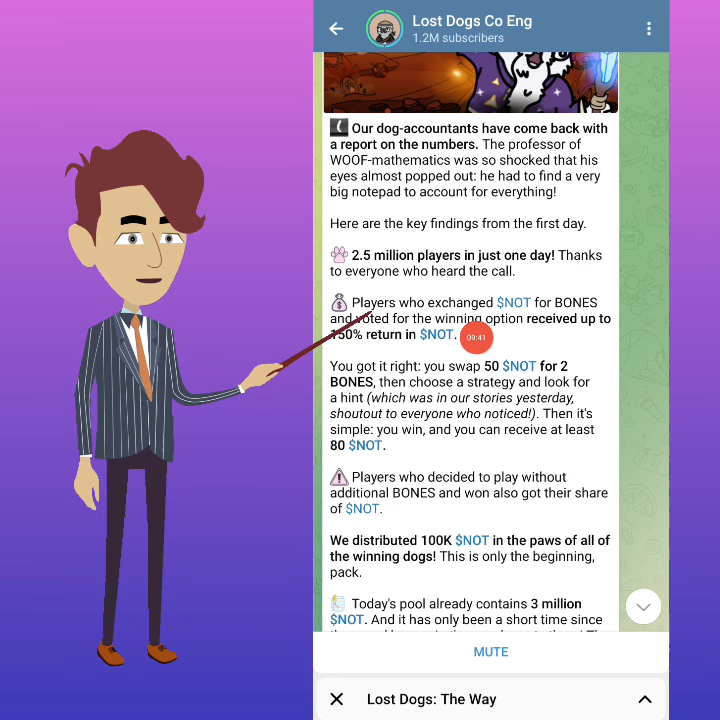 Lost Dogs Co Eng
1.2M subscribers
Our dog-accountants have come back with
a report on the numbers. The professor of
WOOF-mathematics was so shocked that his
eyes almost popped out: he had to find a very
big notepad to account for everything!
Here are the key findings from the first day.
2.5 million players in just one day! Thanks
to everyone who heard the call.
Players who exchanged $NOT for BONES
and voted for the winning option received up to
150% return in $NOT.
09:41
You got it right: you swap 50 $NOT for 2
BONES, then choose a strategy and look for
a hint (which was in our stories yesterday,
shoutout to everyone who noticed!). Then it's
simple: you win, and you can receive at least
80 $NOT.
Players who decided to play without
additional BONES and won also got their share
of $NOT.
We distributed 100K $NOT in the paws of all of
the winning dogs! This is only the beginning,
pack.
Today's pool already contains 3 million
$NOT. And it has only been a short time since
MUTE
Lost Dogs: The Way